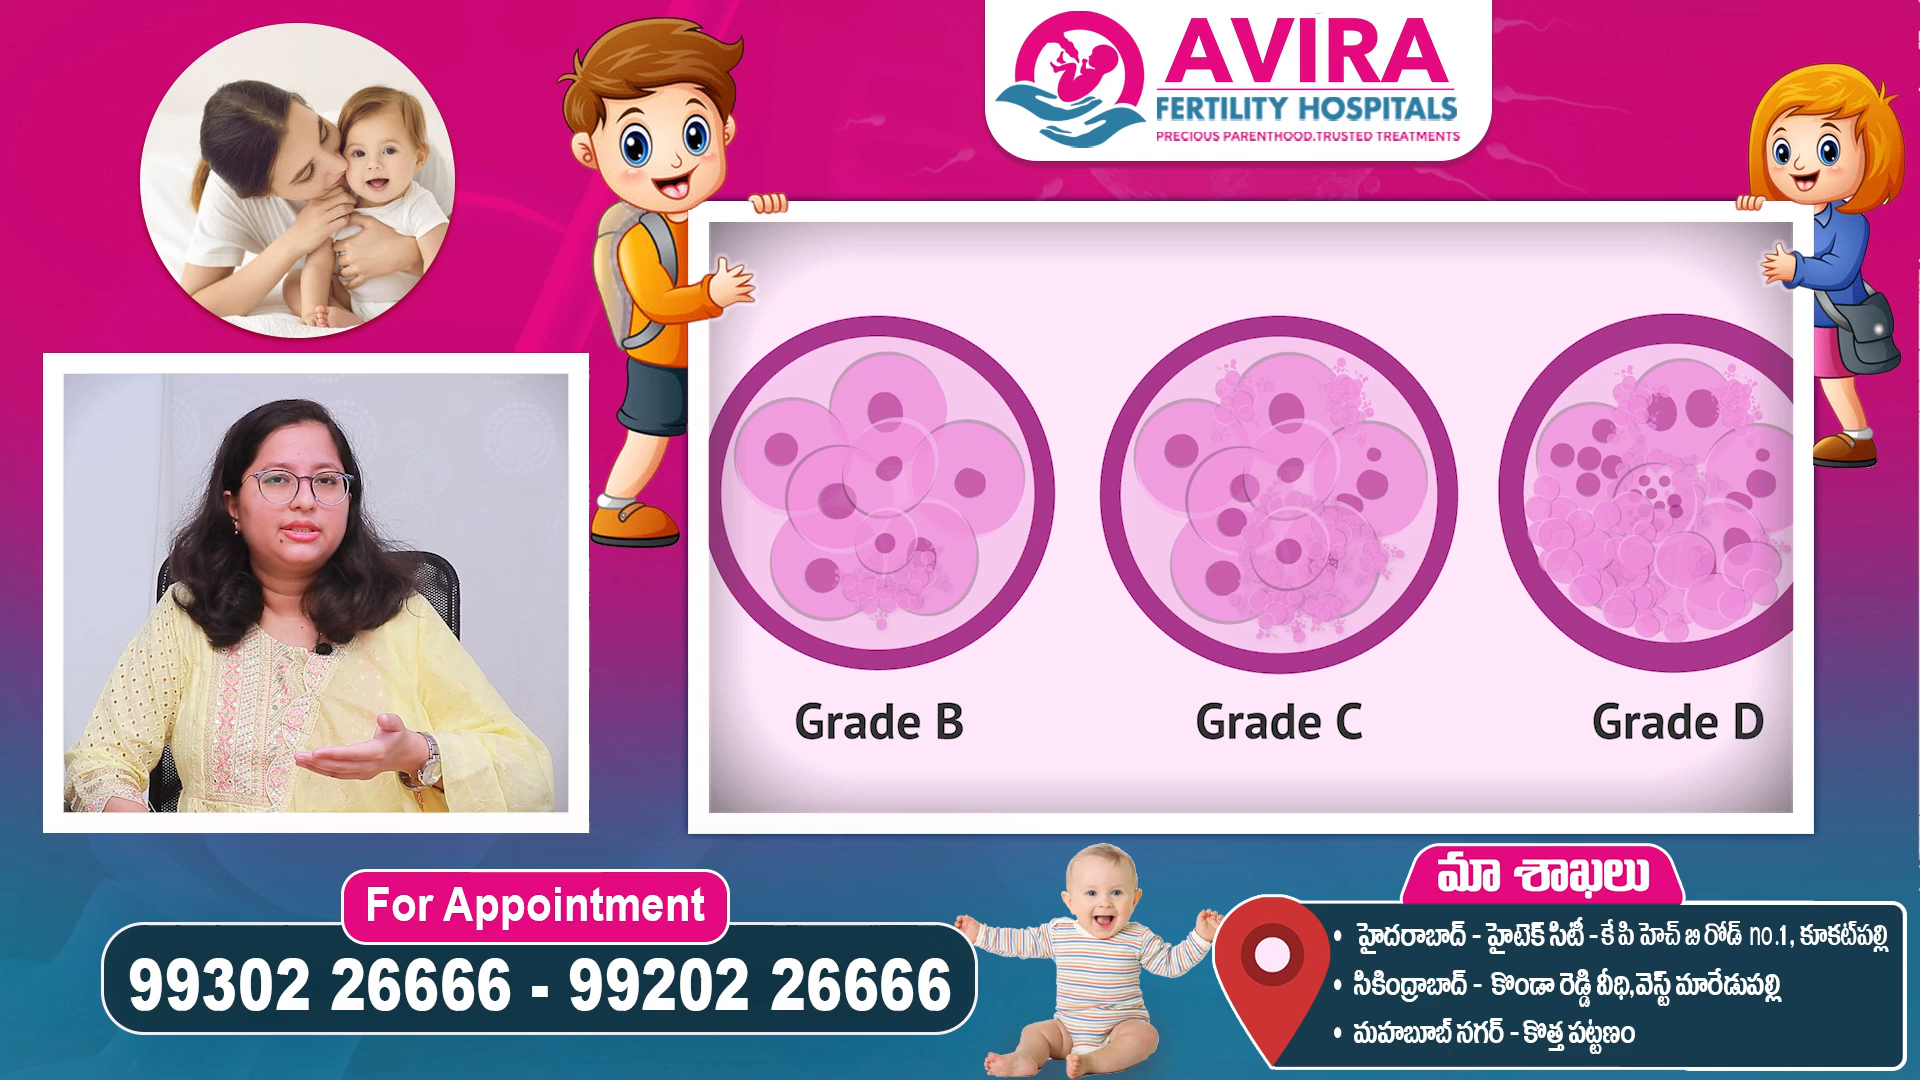 AVIRA
FERTILITY HOSPITALS
PRECIOUS PARENTHOOD.TRUSTED TREATMENTS
Grade B
Grade C
Grade D
For Appointment
99302 26666 - 99202 26666
మా శాఖలు
• హైదరాబాద్ - హైటెక్ సిటీ - కే పి హెచ్ బి రోడ్ no.1, కూకట్‌పల్లి
• సికింద్రాబాద్ - కొండా రెడ్డి వీధి,వెస్ట్ మారేడుపల్లి
• మహబూబ్ నగర్ - కొత్త పట్టణం